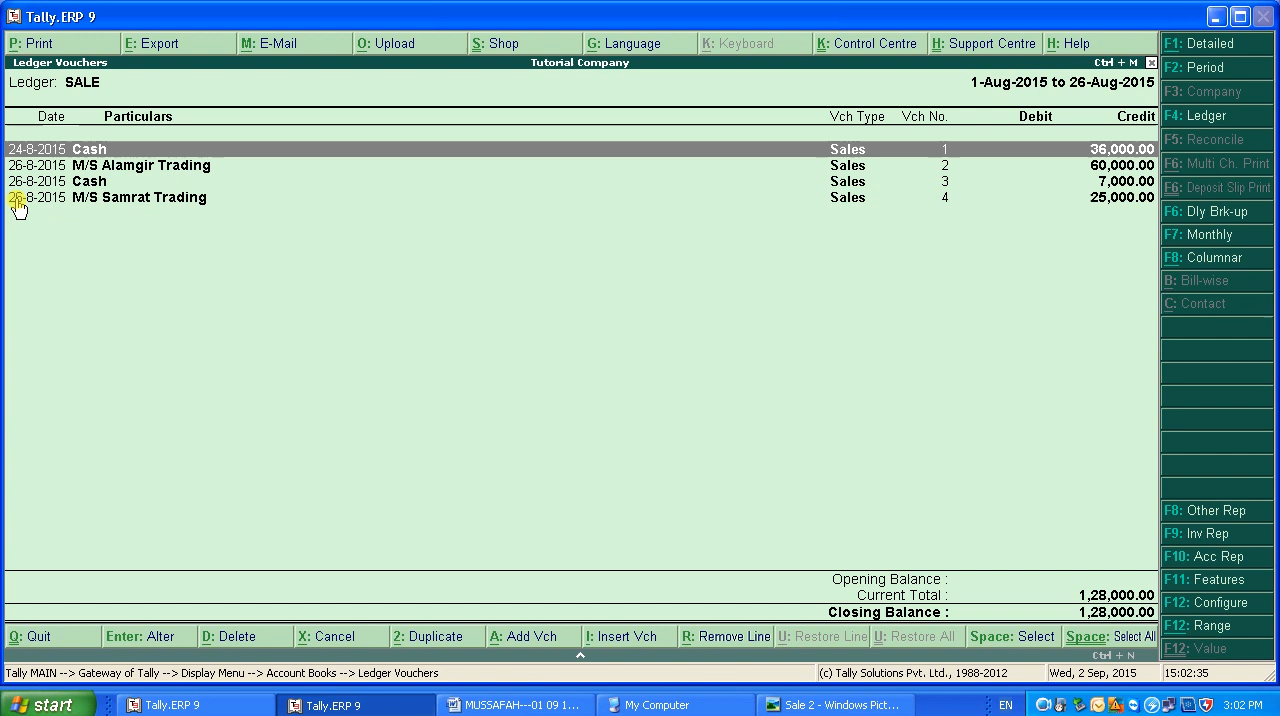 Tally.ERP 9
P: Print E: Export M: E-Mail O: Upload S: Shop G: Language K: Keyboard K: Control Centre H: Support Centre H: Help
Ledger Vouchers Tutorial Company Ctrl + M
Ledger: SALE 1-Aug-2015 to 26-Aug-2015
Date Particulars Vch Type Vch No. Debit Credit
24-8-2015 Cash Sales 1 36,000.00
26-8-2015 M/S Alamgir Trading Sales 2 60,000.00
26-8-2015 Cash Sales 3 7,000.00
26-8-2015 M/S Samrat Trading Sales 4 25,000.00
Opening Balance :
Current Total : 1,28,000.00
Closing Balance : 1,28,000.00
F1: Detailed
F2: Period
F3: Company
F4: Ledger
F5: Reconcile
F6: Multi Ch. Print
F6: Deposit Slip Print
F6: Dly Brk-up
F7: Monthly
F8: Columnar
B: Bill-wise
C: Contact
F8: Other Rep
F9: Inv Rep
F10: Acc Rep
F11: Features
F12: Configure
F12: Range
F12: Value
Q: Quit Enter: Alter D: Delete X: Cancel 2: Duplicate A: Add Vch I: Insert Vch R: Remove Line U: Restore Line U: Restore All Space: Select Space: Select All
Ctrl + N
Tally MAIN --> Gateway of Tally --> Display Menu --> Account Books --> Ledger Vouchers (c) Tally Solutions Pvt. Ltd., 1988-2012 Wed, 2 Sep, 2015 15:02:35
start Tally.ERP 9 Tally.ERP 9 MUSSAFAH---01 09 1... My Computer Sale 2 - Windows Pict... EN 3:02 PM